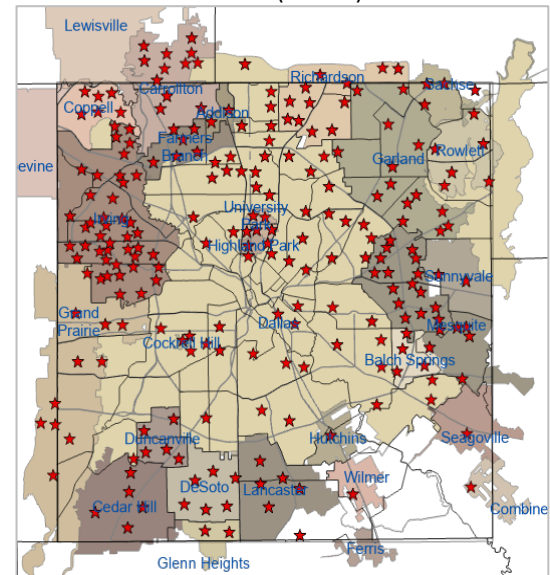 Lewisville
Richardson
Carrollton
Sachse
Coppell
Addison
Farmers
Branch
Garland
Rowlett
evine
University
Park
Irving
Highland Park
Sunnyvale
Grand
Prairie
Dallas
Mesquite
Cockrell Hill
Balch Springs
Duncanville
Hutchins
Seagoville
DeSoto
Lancaster
Wilmer
Cedar Hill
Combine
Ferris
Glenn Heights